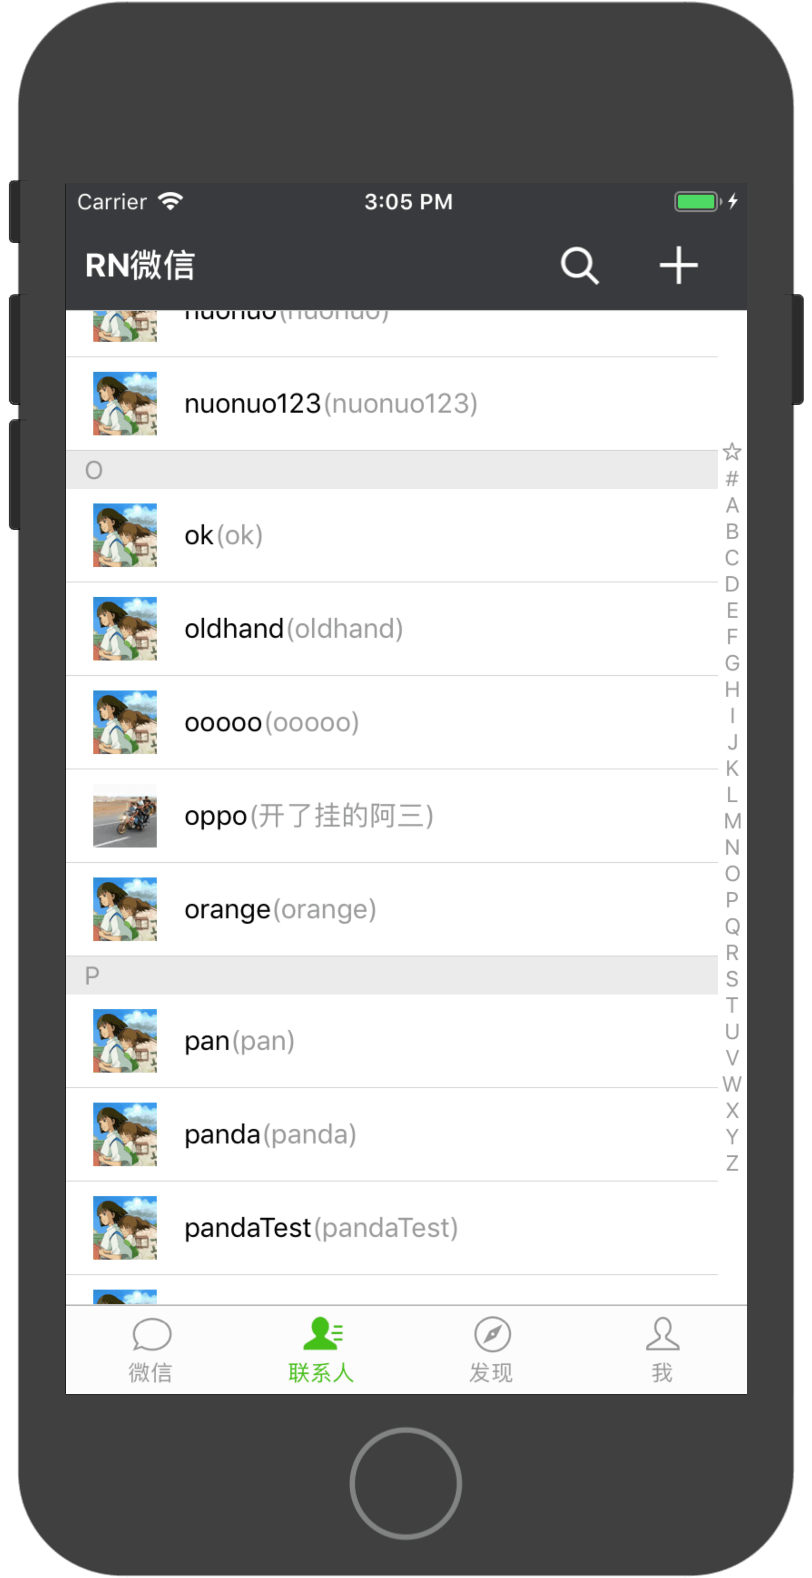 Carrier 3:05 PM
RN微信
nuonuo(nuonuo)
nuonuo123(nuonuo123)
O
ok(ok)
oldhand(oldhand)
ooooo(ooooo)
oppo(开了挂的阿三)
orange(orange)
P
pan(pan)
panda(panda)
pandaTest(pandaTest)
☆
#
A
B
C
D
E
F
G
H
I
J
K
L
M
N
O
P
Q
R
S
T
U
V
W
X
Y
Z
微信 联系人 发现 我